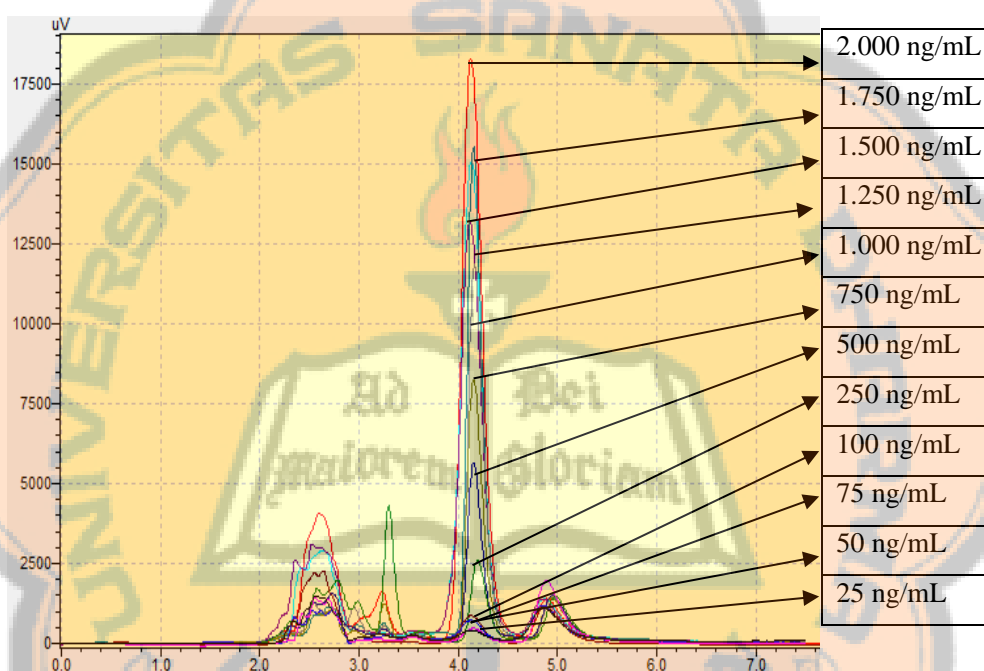 uV
17500
15000
12500
10000
7500
5000
2500
0
0.0 1.0 2.0 3.0 4.0 5.0 6.0 7.0
2.000 ng/mL
1.750 ng/mL
1.500 ng/mL
1.250 ng/mL
1.000 ng/mL
750 ng/mL
500 ng/mL
250 ng/mL
100 ng/mL
75 ng/mL
50 ng/mL
25 ng/mL
UNIVERSITAS SANATA DHARMA
Ad Dei
maiorem Gloriam